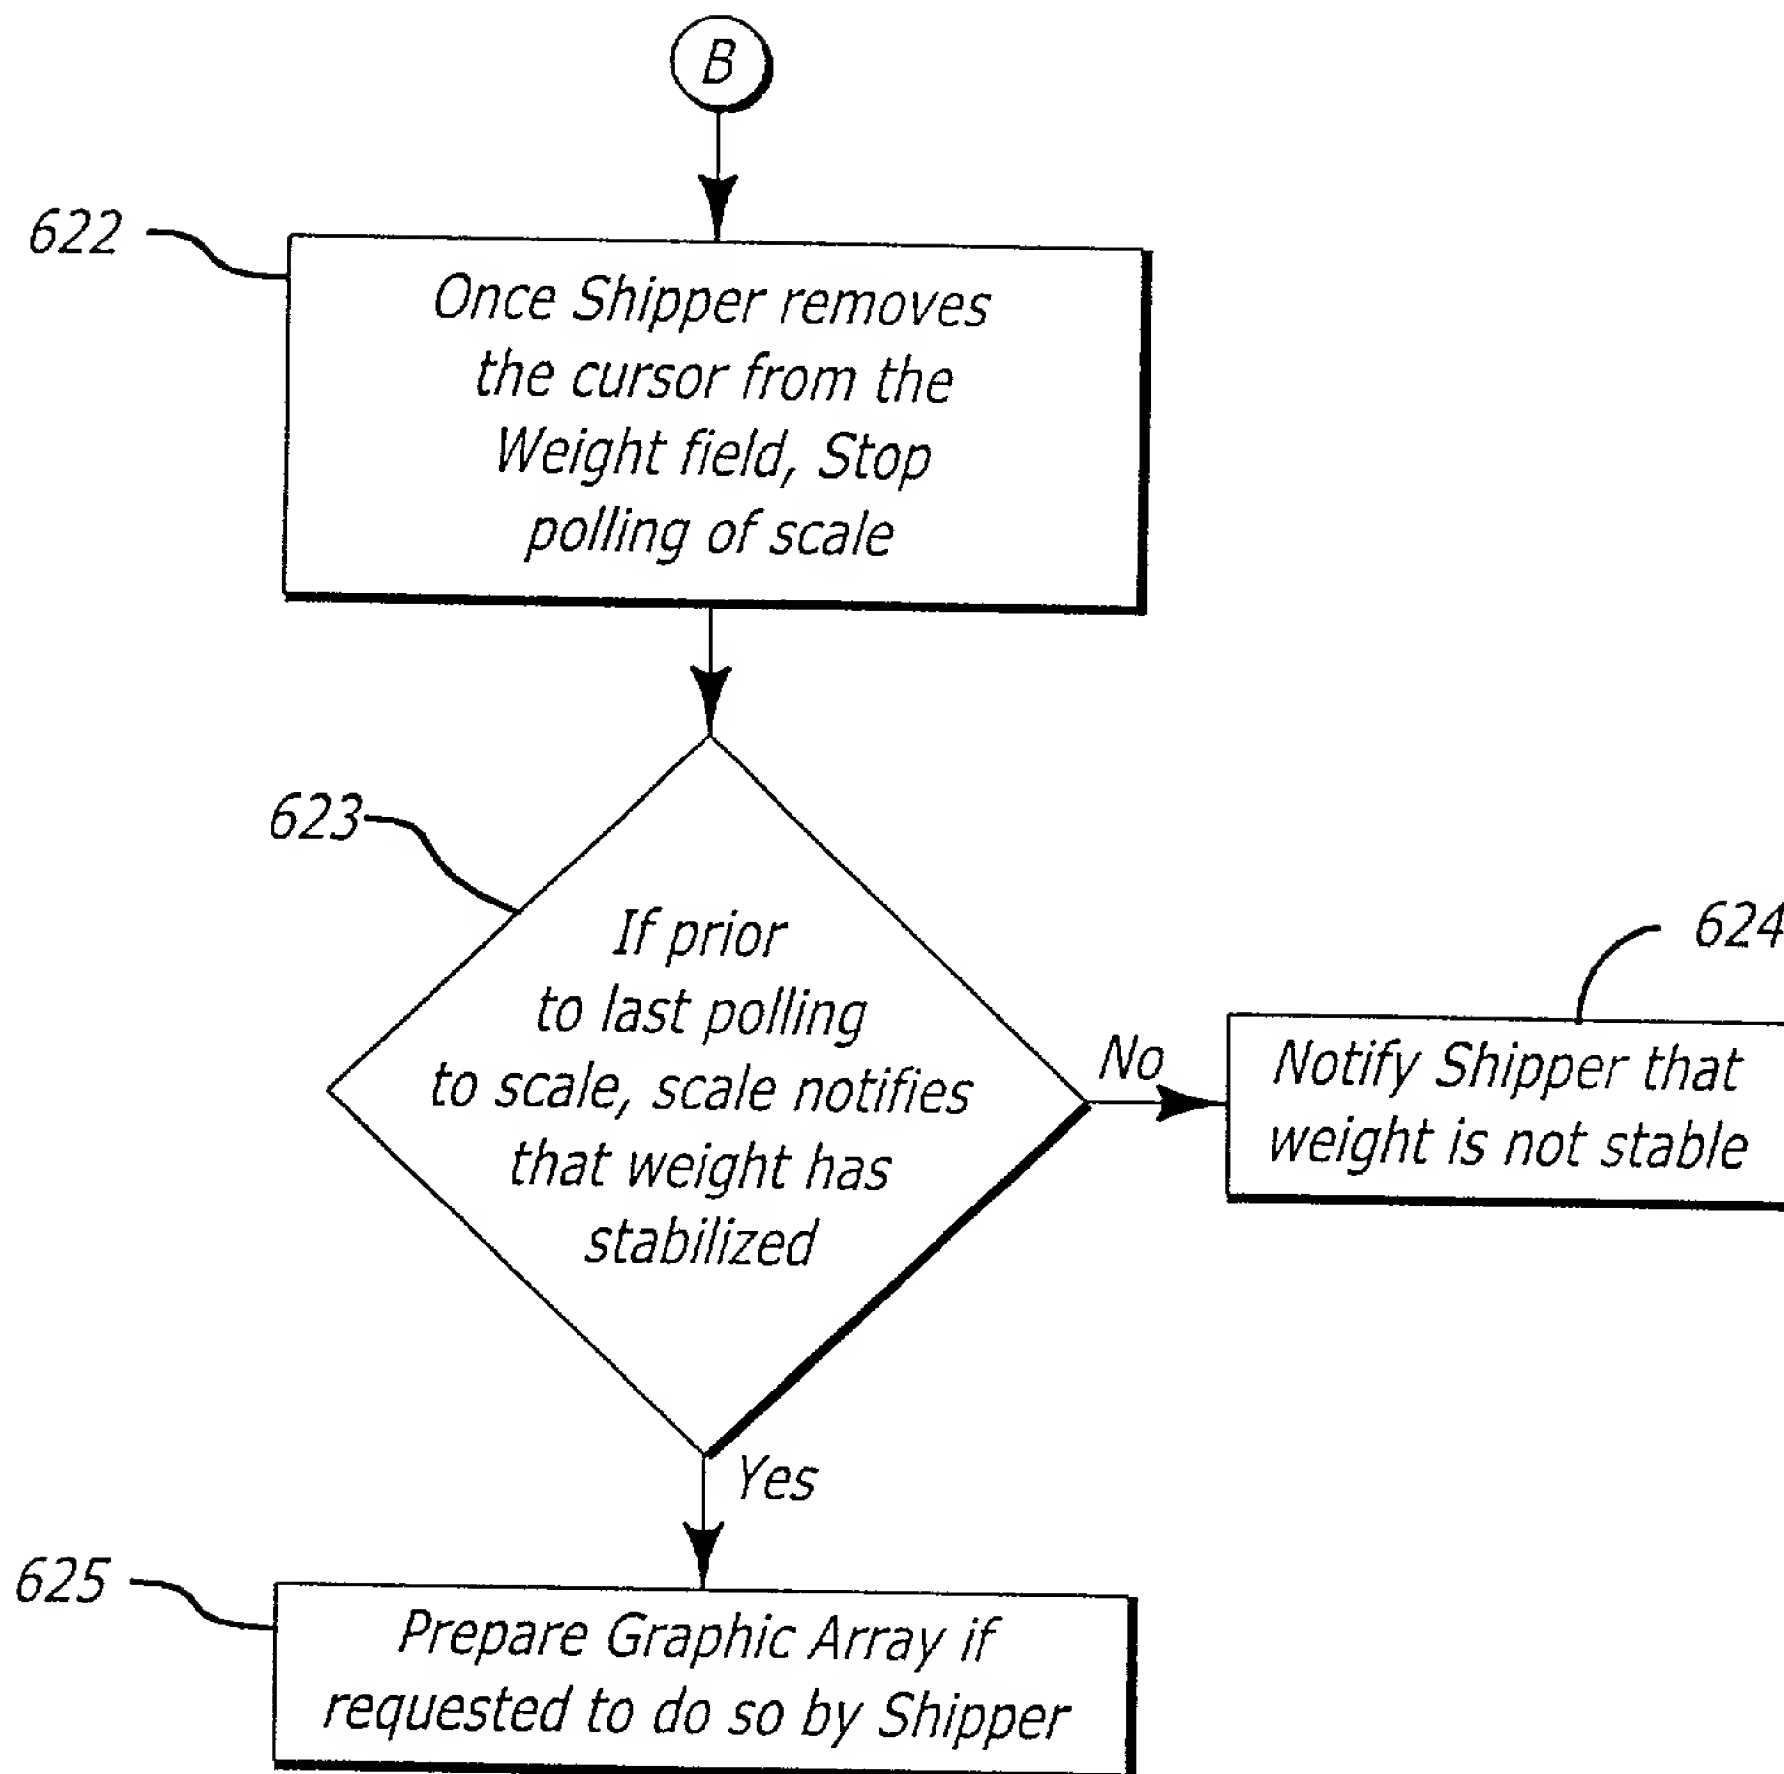 B
622
Once Shipper removes
the cursor from the
Weight field, Stop
polling of scale
623
If prior
to last polling
to scale, scale notifies
that weight has
stabilized
No
624
Notify Shipper that
weight is not stable
Yes
625
Prepare Graphic Array if
requested to do so by Shipper